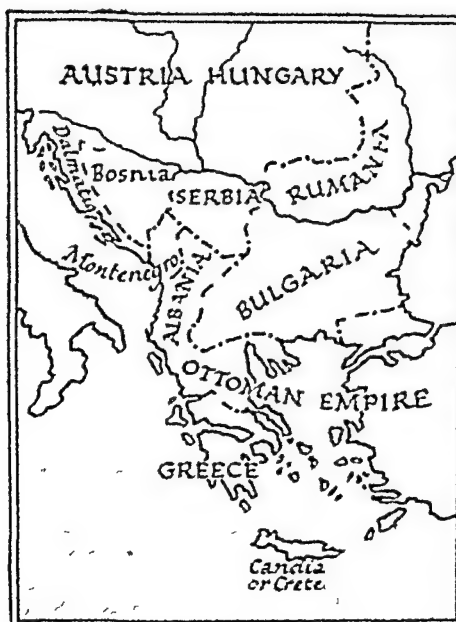 AUSTRIA HUNGARY
Dalmatia
Bosnia
SERBIA
RUMANIA
Montenegro
ALBANIA
BULGARIA
OTTOMAN EMPIRE
GREECE
Candia
or Crete